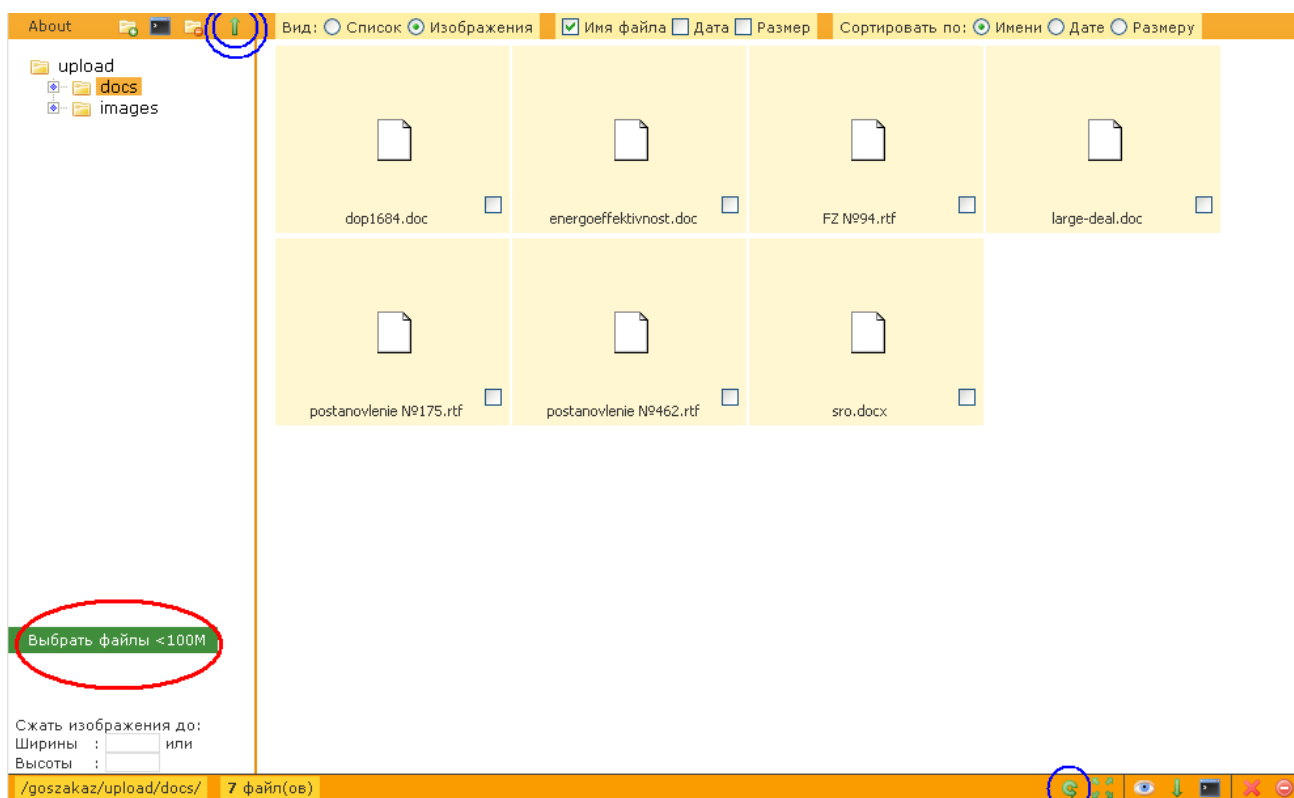 About
Вид: Список Изображения Имя файла Дата Размер Сортировать по: Имени Дате Размеру
upload
docs
images
dop1684.doc energoeffektivnost.doc FZ №94.rtf large-deal.doc
postanovlenie №175.rtf postanovlenie №462.rtf sro.docx
Выбрать файлы <100М
Сжать изображения до:
Ширины : или
Высоты :
/goszakaz/upload/docs/ 7 файл(ов)